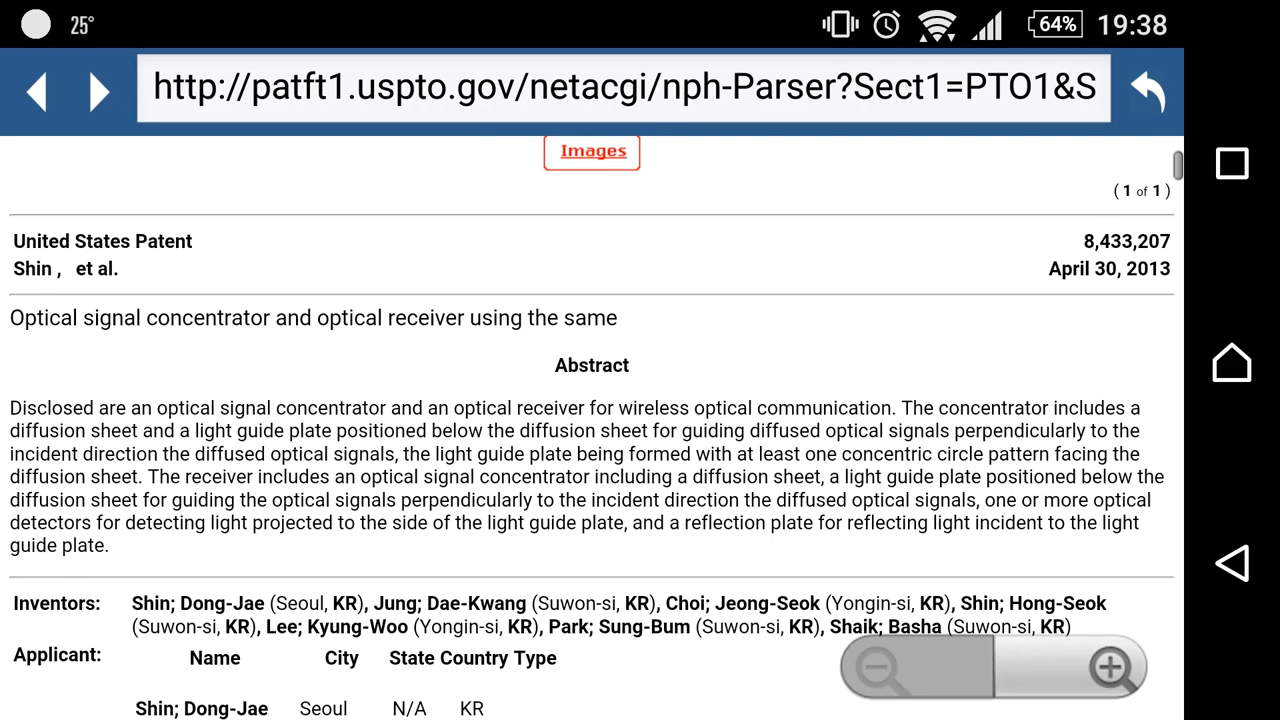 25°
64% 19:38
http://patft1.uspto.gov/netacgi/nph-Parser?Sect1=PTO1&S
Images
( 1 of 1 )
United States Patent 8,433,207
Shin , et al. April 30, 2013
Optical signal concentrator and optical receiver using the same
Abstract
Disclosed are an optical signal concentrator and an optical receiver for wireless optical communication. The concentrator includes a
diffusion sheet and a light guide plate positioned below the diffusion sheet for guiding diffused optical signals perpendicularly to the
incident direction the diffused optical signals, the light guide plate being formed with at least one concentric circle pattern facing the
diffusion sheet. The receiver includes an optical signal concentrator including a diffusion sheet, a light guide plate positioned below the
diffusion sheet for guiding the optical signals perpendicularly to the incident direction the diffused optical signals, one or more optical
detectors for detecting light projected to the side of the light guide plate, and a reflection plate for reflecting light incident to the light
guide plate.
Inventors: Shin; Dong-Jae (Seoul, KR), Jung; Dae-Kwang (Suwon-si, KR), Choi; Jeong-Seok (Yongin-si, KR), Shin; Hong-Seok
(Suwon-si, KR), Lee; Kyung-Woo (Yongin-si, KR), Park; Sung-Bum (Suwon-si, KR), Shaik; Basha (Suwon-si, KR)
Applicant: Name City State Country Type
Shin; Dong-Jae Seoul N/A KR